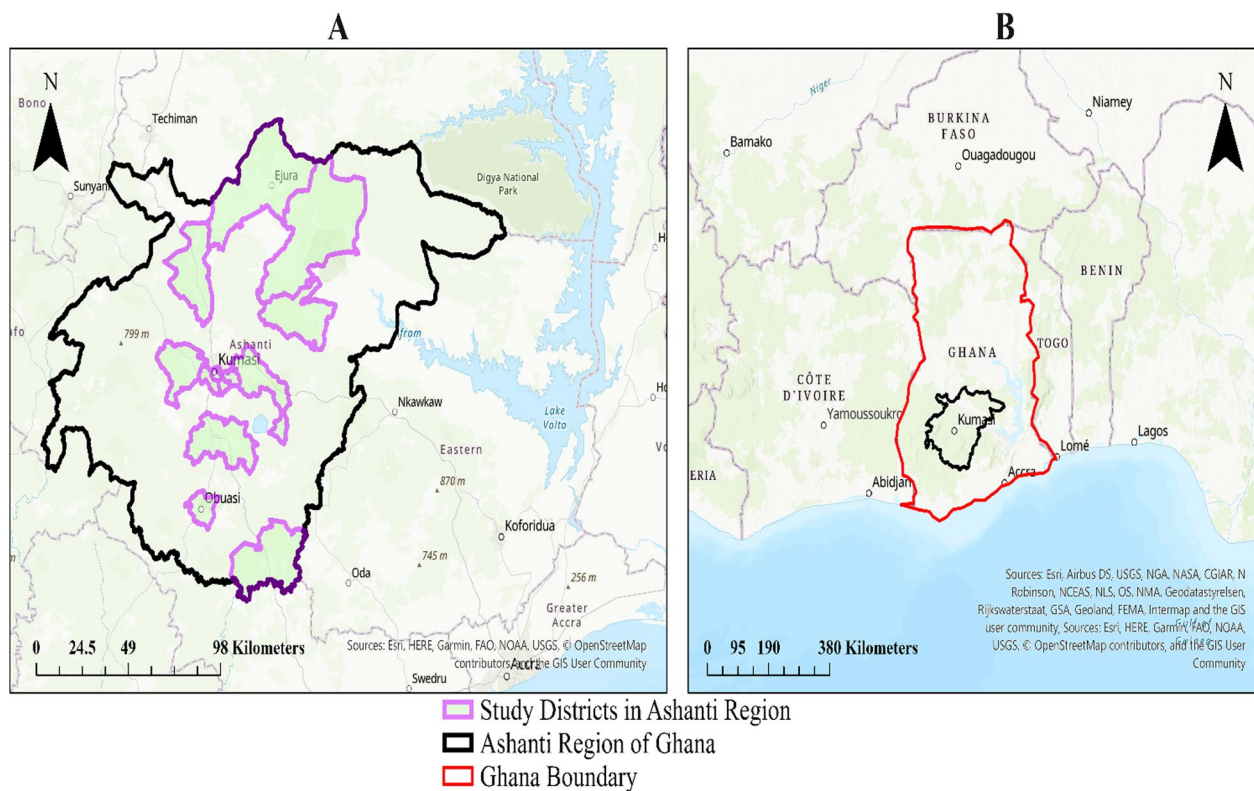 A
B
N
Bono
Techiman
Sunyani
Ejura
Digya National
Park
H
799 m
Ashanti
Kumasi
Nkawkaw
Lake
Volta
Ho
Eastern
Vo
870 m
Obuasi
Koforidua
745 m
Oda
256 m
Greater
Accra
0 24.5 49 98 Kilometers
Sources: Esri, HERE, Garmin, FAO, NOAA, USGS, © OpenStreetMap
contributors, and the GIS User Community
Accra
Swedru
N
Niger
Niamey
BURKINA
FASO
Bamako
Ouagadougou
BENIN
GHANA
TOGO
CÔTE
D'IVOIRE
Yamoussoukro
Kumasi
Lomé
Lagos
ERIA
Accra
Abidjan
Sources: Esri, Airbus DS, USGS, NGA, NASA, CGIAR, N
Robinson, NCEAS, NLS, OS, NMA, Geodatastyrelsen,
Rijkswaterstaat, GSA, Geoland, FEMA, Intermap and the GIS
user community, Sources: Esri, HERE, Garmin, FAO, NOAA,
USGS, © OpenStreetMap contributors, and the GIS User
Community
0 95 190 380 Kilometers
Study Districts in Ashanti Region
Ashanti Region of Ghana
Ghana Boundary